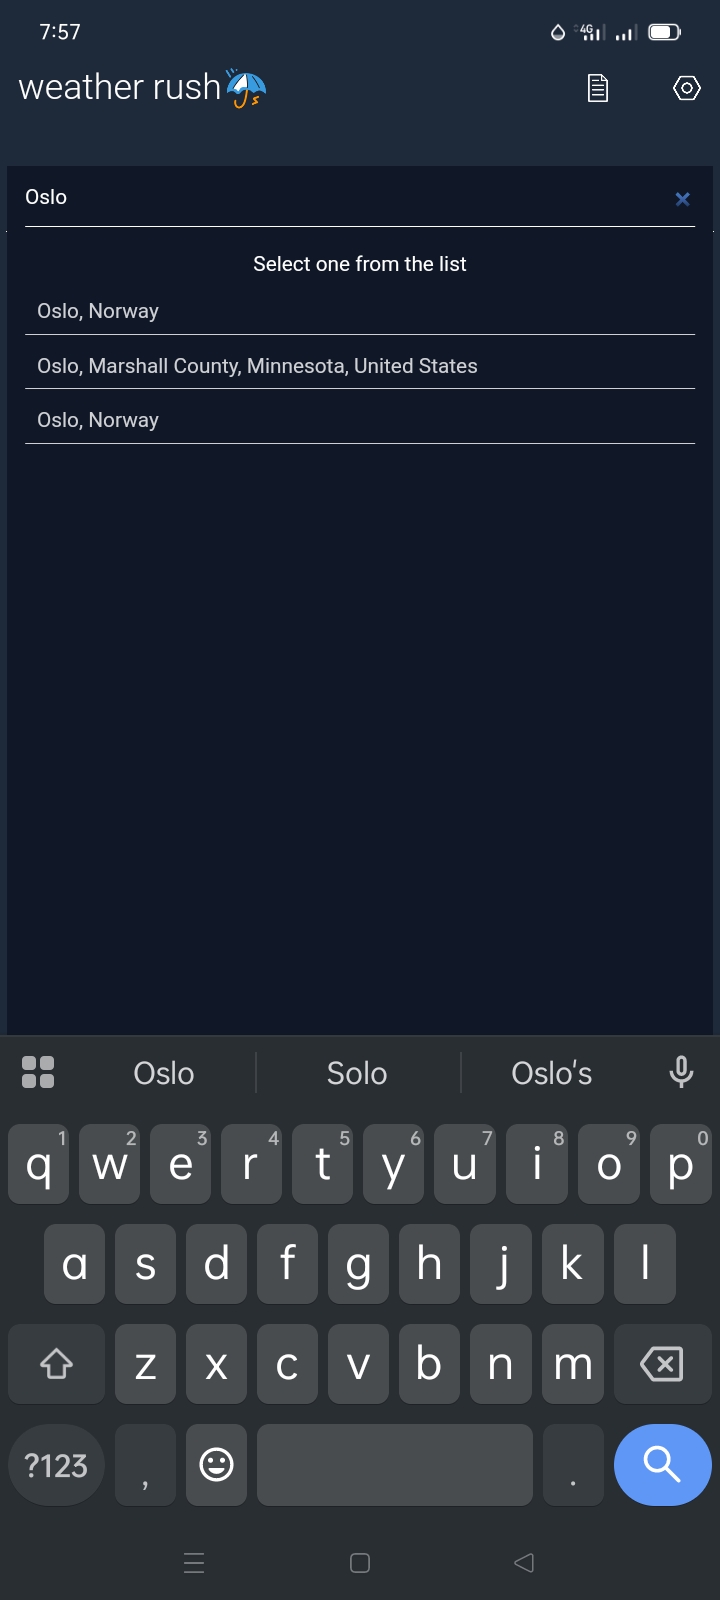 7:57
4G
weather rush
Oslo
Select one from the list
Oslo, Norway
Oslo, Marshall County, Minnesota, United States
Oslo, Norway
Oslo Solo Oslo's
1 2 3 4 5 6 7 8 9 0
q w e r t y u i o p
a s d f g h j k l
z x c v b n m
?123 , .